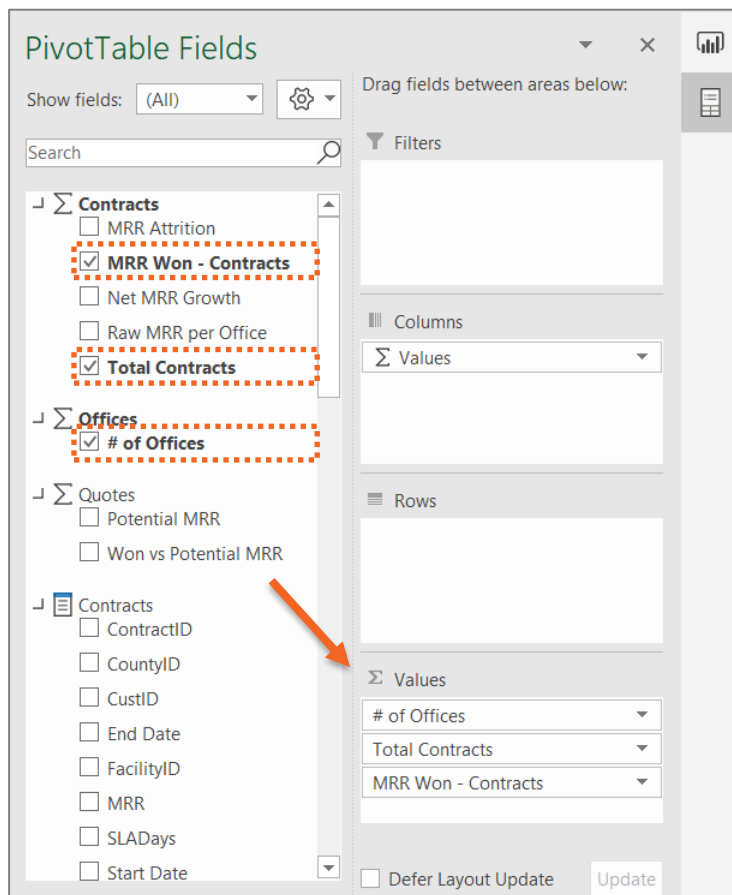 PivotTable Fields
Show fields: (All)
Search
Contracts
MRR Attrition
MRR Won - Contracts
Net MRR Growth
Raw MRR per Office
Total Contracts
Offices
# of Offices
Quotes
Potential MRR
Won vs Potential MRR
Contracts
ContractID
CountyID
CustID
End Date
FacilityID
MRR
SLADays
Start Date
Drag fields between areas below:
Filters
Columns
Σ Values
Rows
Σ Values
# of Offices
Total Contracts
MRR Won - Contracts
Defer Layout Update Update